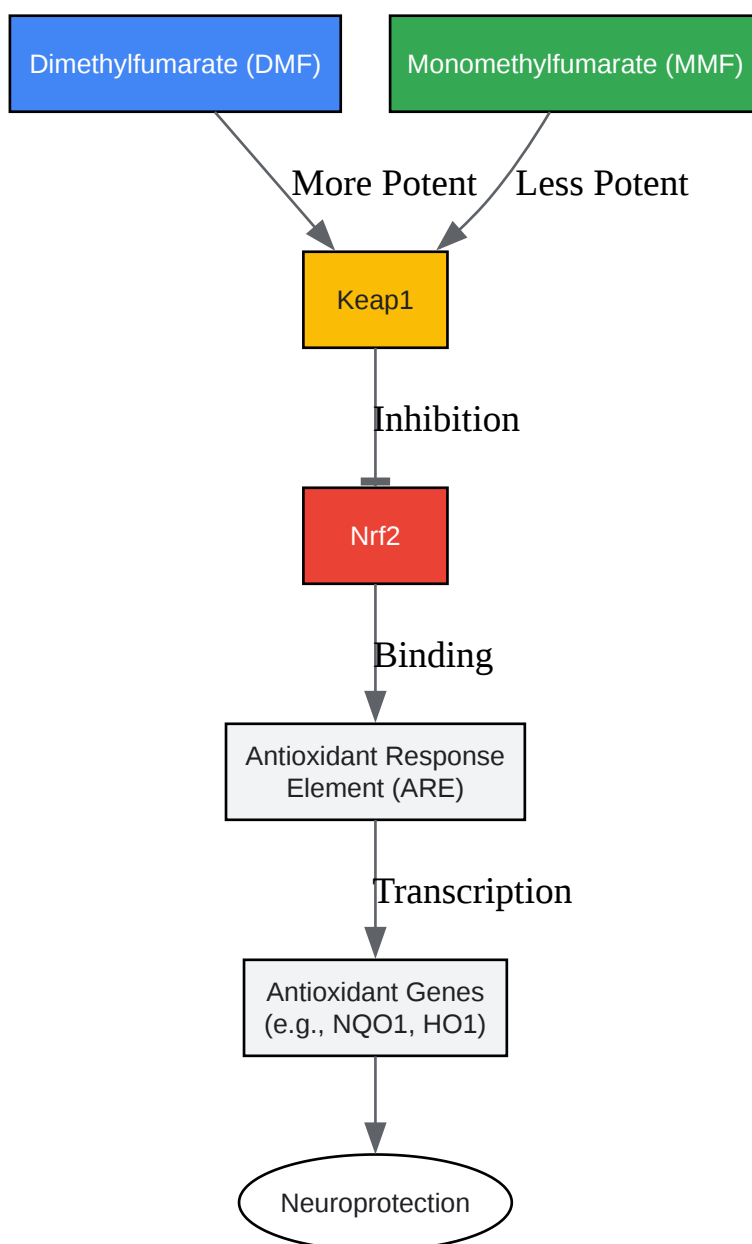 Dimethylfumarate (DMF)
Monomethylfumarate (MMF)
More Potent
Less Potent
Keap1
Inhibition
Nrf2
Binding
Antioxidant Response
Element (ARE)
Transcription
Antioxidant Genes
(e.g., NQO1, HO1)
Neuroprotection